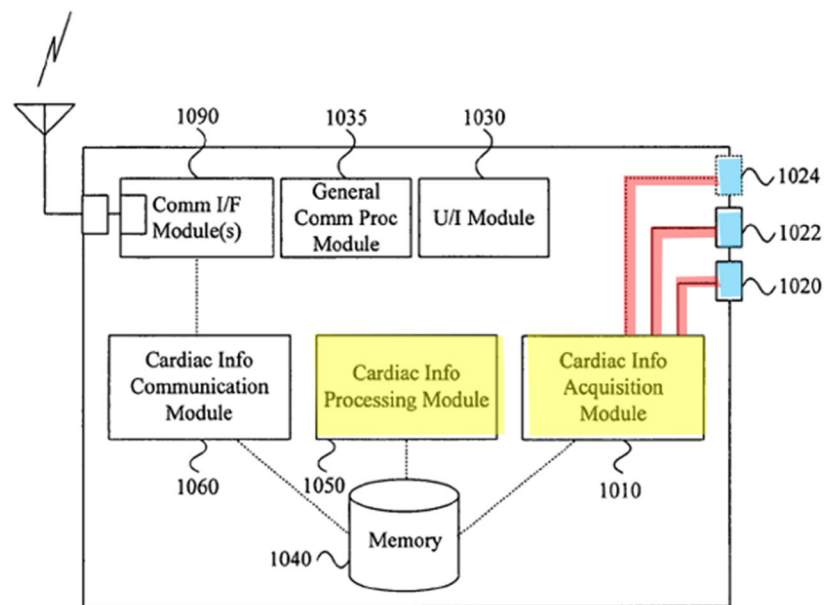 1090
1035
1030
Comm I/F
Module(s)
General
Comm Proc
Module
U/I Module
1024
1022
1020
Cardiac Info
Communication
Module
Cardiac Info
Processing Module
Cardiac Info
Acquisition
Module
1060
1050
1010
Memory
1040